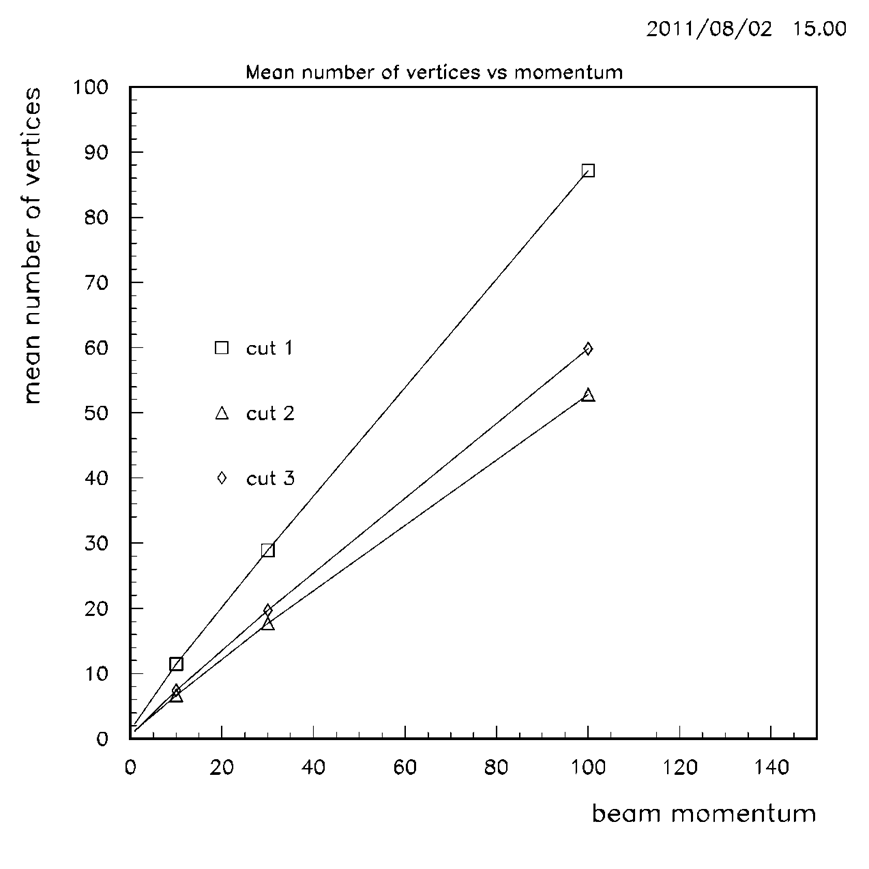 2011/08/02 15.00
Mean number of vertices vs momentum
mean number of vertices
100
90
80
70
60
50
40
30
20
10
0
cut 1
cut 2
cut 3
0 20 40 60 80 100 120 140
beam momentum